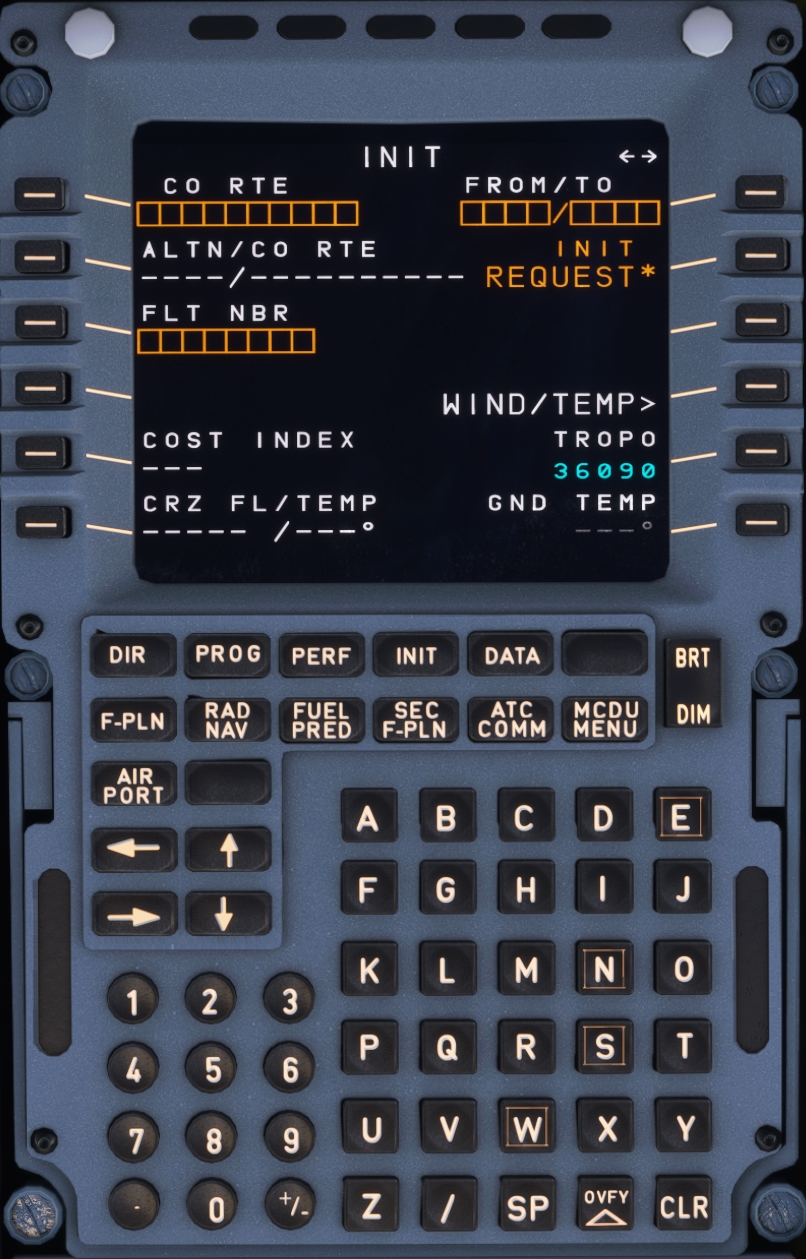 INIT ←→
CO RTE FROM/TO
/
ALTN/CO RTE INIT
----/---------- REQUEST*
FLT NBR
WIND/TEMP>
COST INDEX TROPO
--- 36090
CRZ FL/TEMP GND TEMP
----- /---° ---°
DIR PROG PERF INIT DATA BRT
F-PLN RAD NAV FUEL PRED SEC F-PLN ATC COMM MCDU MENU DIM
AIR PORT
A B C D E
← ↑
F G H I J
→ ↓
K L M N O
1 2 3
P Q R S T
4 5 6
U V W X Y
7 8 9
Z / SP OVFY CLR
. 0 +/-